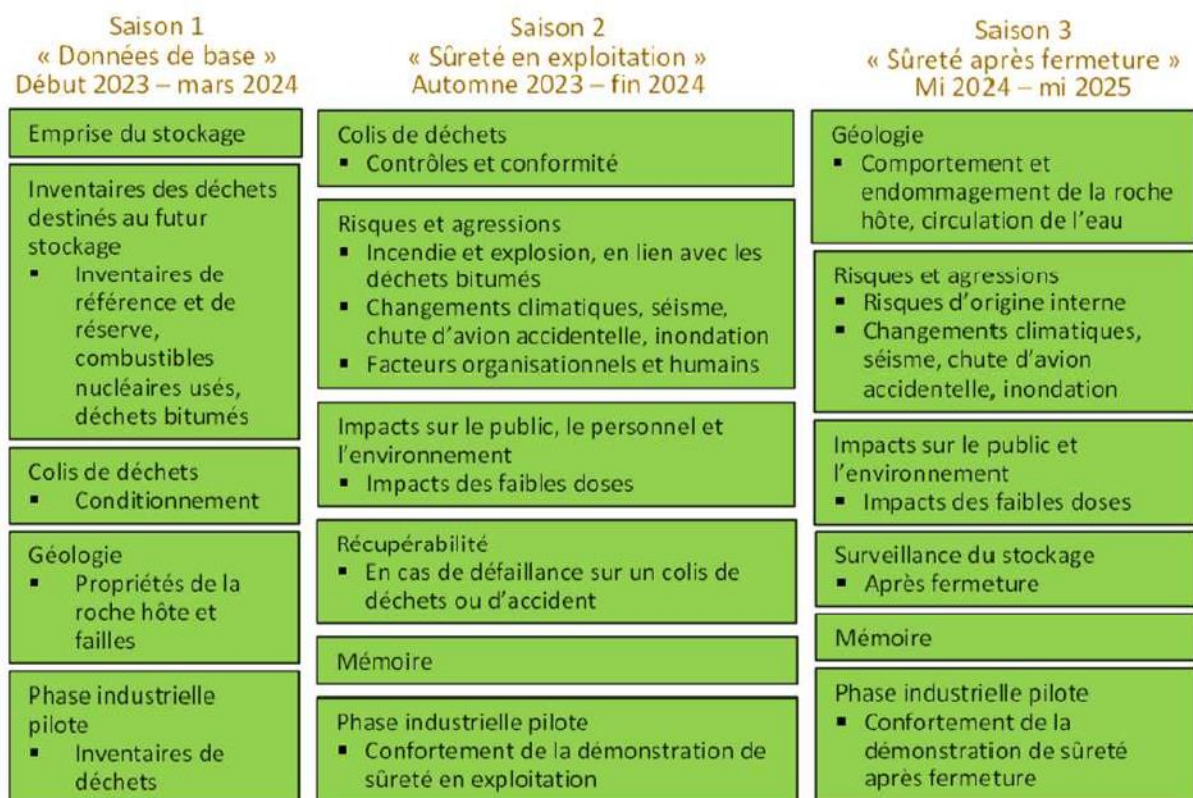 Saison 1
« Données de base »
Début 2023 – mars 2024
Emprise du stockage
Inventaires des déchets
destinés au futur
stockage
▪ Inventaires de
référence et de
réserve,
combustibles
nucléaires usés,
déchets bitumés
Colis de déchets
▪ Conditionnement
Géologie
▪ Propriétés de la
roche hôte et
failles
Phase industrielle
pilote
▪ Inventaires de
déchets
Saison 2
« Sûreté en exploitation »
Automne 2023 – fin 2024
Colis de déchets
▪ Contrôles et conformité
Risques et agressions
▪ Incendie et explosion, en lien avec les
déchets bitumés
▪ Changements climatiques, séisme,
chute d'avion accidentelle, inondation
▪ Facteurs organisationnels et humains
Impacts sur le public, le personnel et
l'environnement
▪ Impacts des faibles doses
Récupérabilité
▪ En cas de défaillance sur un colis de
déchets ou d'accident
Mémoire
Phase industrielle pilote
▪ Confortement de la démonstration de
sûreté en exploitation
Saison 3
« Sûreté après fermeture »
Mi 2024 – mi 2025
Géologie
▪ Comportement et
endommagement de la roche
hôte, circulation de l'eau
Risques et agressions
▪ Risques d'origine interne
▪ Changements climatiques,
séisme, chute d'avion
accidentelle, inondation
Impacts sur le public et
l'environnement
▪ Impacts des faibles doses
Surveillance du stockage
▪ Après fermeture
Mémoire
Phase industrielle pilote
▪ Confortement de la
démonstration de sûreté
après fermeture